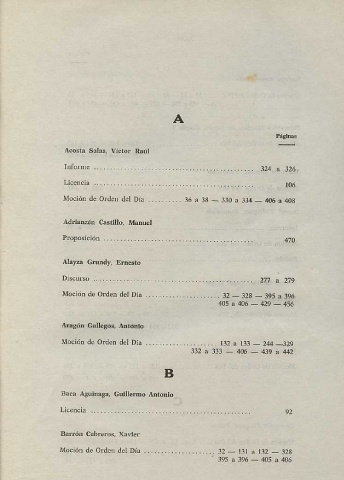 A
Páginas
Acosta Salas, Víctor Raúl
Informe ........ 324 a 326
Licencia ........ 106
Moción de Orden del Día ........ 36 a 38 — 330 a 334 — 406 a 408
Adrianzén Castillo, Manuel
Proposición ........ 470
Alayza Grundy, Ernesto
Discurso ........ 277 a 279
Moción de Orden del Día ........ 32 — 328 — 395 a 396
405 a 406 — 429 — 456
Aragón Gallegos, Antonio
Moción de Orden del Día ........ 132 a 133 — 244 —329
332 a 333 — 406 — 439 a 442
B
Baca Aguinaga, Guillermo Antonio
Licencia ........ 92
Barrón Cabreros, Xavier
Moción de Orden del Día ........ 32 — 131 a 132 — 328
395 a 396 — 405 a 406